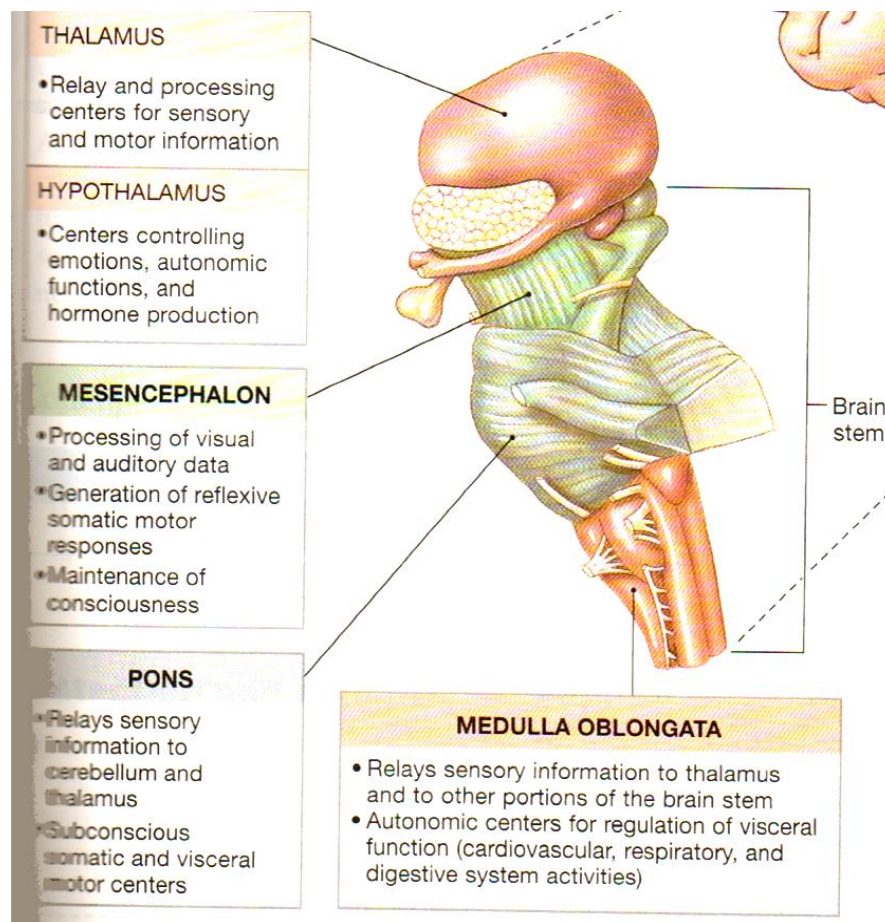 THALAMUS
•Relay and processing
centers for sensory
and motor information
HYPOTHALAMUS
•Centers controlling
emotions, autonomic
functions, and
hormone production
MESENCEPHALON
•Processing of visual
and auditory data
•Generation of reflexive
somatic motor
responses
•Maintenance of
consciousness
PONS
•Relays sensory
information to
cerebellum and
thalamus
•Subconscious
somatic and visceral
motor centers
Brain
stem
MEDULLA OBLONGATA
• Relays sensory information to thalamus
and to other portions of the brain stem
• Autonomic centers for regulation of visceral
function (cardiovascular, respiratory, and
digestive system activities)